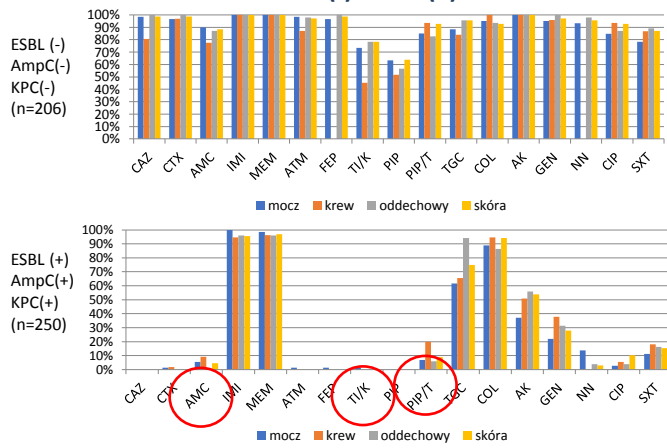 ESBL (-)
AmpC(-)
KPC(-)
(n=206)
100%
90%
80%
70%
60%
50%
40%
30%
20%
10%
0%
CAZ CTX AMC IMI MEM ATM FEP TI/K PIP PIP/T TGC COL AK GEN NN CIP SXT
mocz krew oddechowy skóra
ESBL (+)
AmpC(+)
KPC(+)
(n=250)
100%
90%
80%
70%
60%
50%
40%
30%
20%
10%
0%
CAZ CTX AMC IMI MEM ATM FEP TI/K PIP PIP/T TGC COL AK GEN NN CIP SXT
mocz krew oddechowy skóra